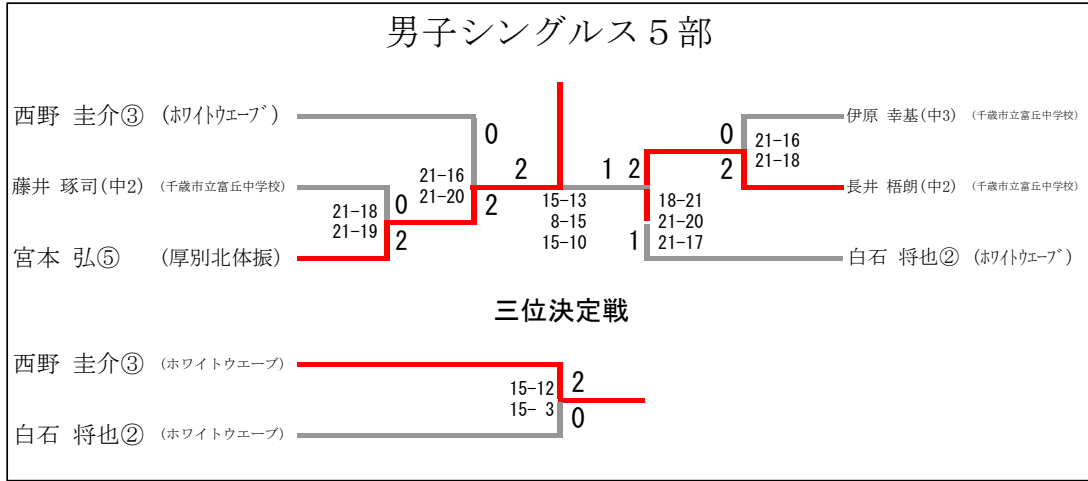 男子シングルス５部
西野 圭介③ (ﾎﾜｲﾄｳｴｰﾌﾞ)
藤井 琢司(中2) (千歳市立富丘中学校)
宮本 弘⑤ (厚別北体振)
0
21-16
21-20
2
21-18
21-19
0
2
2
1
15-13
8-15
15-10
2
1
18-21
21-20
21-17
0
2
21-16
21-18
伊原 幸基(中3) (千歳市立富丘中学校)
長井 梧朗(中2) (千歳市立富丘中学校)
白石 将也② (ﾎﾜｲﾄｳｴｰﾌﾞ)
三位決定戦
西野 圭介③ (ホワイトウエーブ)
白石 将也② (ホワイトウエーブ)
15-12
15- 3
2
0